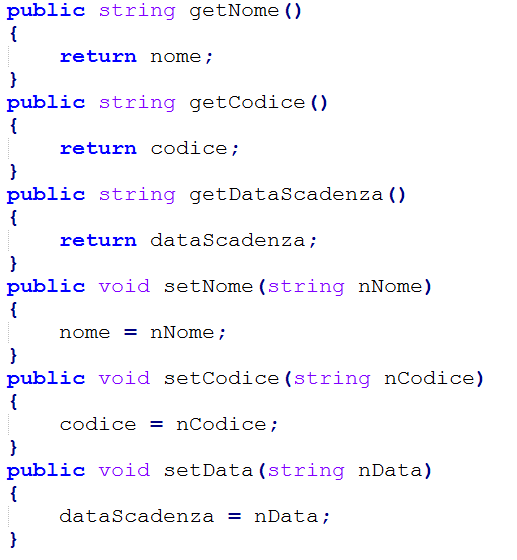 public string getNome()
{
    return nome;
}
public string getCodice()
{
    return codice;
}
public string getDataScadenza()
{
    return dataScadenza;
}
public void setNome(string nNome)
{
    nome = nNome;
}
public void setCodice(string nCodice)
{
    codice = nCodice;
}
public void setData(string nData)
{
    dataScadenza = nData;
}